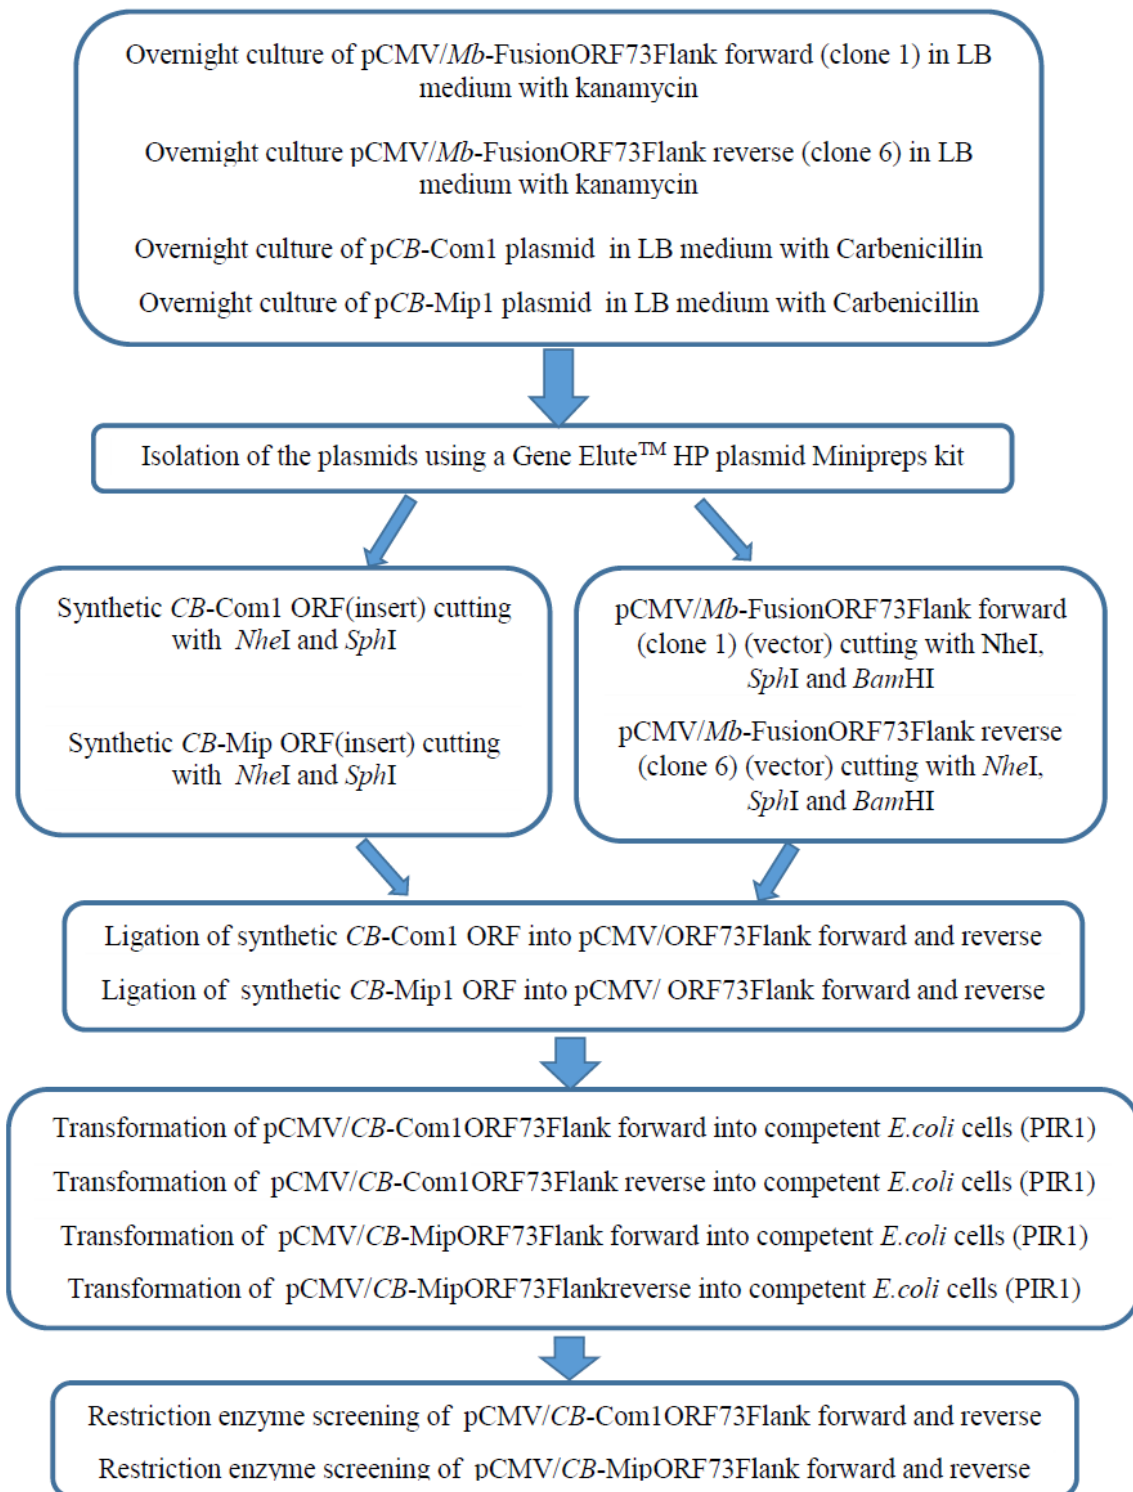 Overnight culture of pCMV/Mb-FusionORF73Flank forward (clone 1) in LB
medium with kanamycin
Overnight culture pCMV/Mb-FusionORF73Flank reverse (clone 6) in LB
medium with kanamycin
Overnight culture of pCB-Com1 plasmid in LB medium with Carbenicillin
Overnight culture of pCB-Mip1 plasmid in LB medium with Carbenicillin
Isolation of the plasmids using a Gene Elute™ HP plasmid Minipreps kit
Synthetic CB-Com1 ORF(insert) cutting
with NheI and SphI
Synthetic CB-Mip ORF(insert) cutting
with NheI and SphI
pCMV/Mb-FusionORF73Flank forward
(clone 1) (vector) cutting with NheI,
SphI and BamHI
pCMV/Mb-FusionORF73Flank reverse
(clone 6) (vector) cutting with NheI,
SphI and BamHI
Ligation of synthetic CB-Com1 ORF into pCMV/ORF73Flank forward and reverse
Ligation of synthetic CB-Mip1 ORF into pCMV/ ORF73Flank forward and reverse
Transformation of pCMV/CB-Com1ORF73Flank forward into competent E.coli cells (PIR1)
Transformation of pCMV/CB-Com1ORF73Flank reverse into competent E.coli cells (PIR1)
Transformation of pCMV/CB-MipORF73Flank forward into competent E.coli cells (PIR1)
Transformation of pCMV/CB-MipORF73Flankreverse into competent E.coli cells (PIR1)
Restriction enzyme screening of pCMV/CB-Com1ORF73Flank forward and reverse
Restriction enzyme screening of pCMV/CB-MipORF73Flank forward and reverse